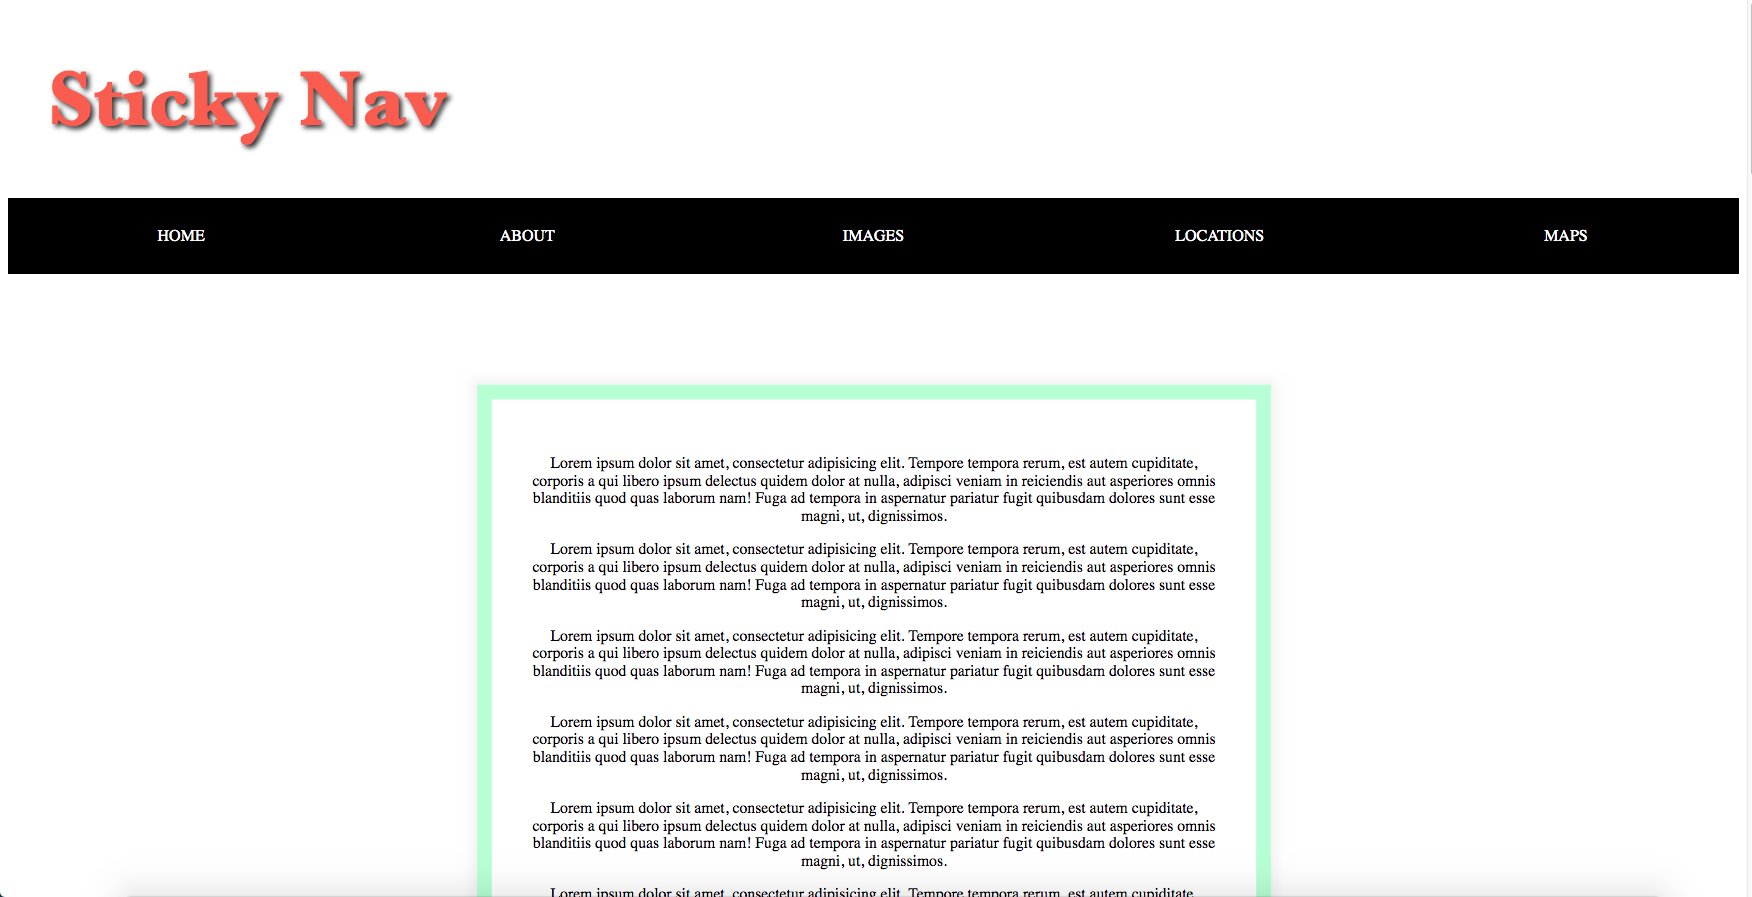 Sticky Nav
HOME ABOUT IMAGES LOCATIONS MAPS
Lorem ipsum dolor sit amet, consectetur adipisicing elit. Tempore tempora rerum, est autem cupiditate,
corporis a qui libero ipsum delectus quidem dolor at nulla, adipisci veniam in reiciendis aut asperiores omnis
blanditiis quod quas laborum nam! Fuga ad tempora in aspernatur pariatur fugit quibusdam dolores sunt esse
magni, ut, dignissimos.
Lorem ipsum dolor sit amet, consectetur adipisicing elit. Tempore tempora rerum, est autem cupiditate,
corporis a qui libero ipsum delectus quidem dolor at nulla, adipisci veniam in reiciendis aut asperiores omnis
blanditiis quod quas laborum nam! Fuga ad tempora in aspernatur pariatur fugit quibusdam dolores sunt esse
magni, ut, dignissimos.
Lorem ipsum dolor sit amet, consectetur adipisicing elit. Tempore tempora rerum, est autem cupiditate,
corporis a qui libero ipsum delectus quidem dolor at nulla, adipisci veniam in reiciendis aut asperiores omnis
blanditiis quod quas laborum nam! Fuga ad tempora in aspernatur pariatur fugit quibusdam dolores sunt esse
magni, ut, dignissimos.
Lorem ipsum dolor sit amet, consectetur adipisicing elit. Tempore tempora rerum, est autem cupiditate,
corporis a qui libero ipsum delectus quidem dolor at nulla, adipisci veniam in reiciendis aut asperiores omnis
blanditiis quod quas laborum nam! Fuga ad tempora in aspernatur pariatur fugit quibusdam dolores sunt esse
magni, ut, dignissimos.
Lorem ipsum dolor sit amet, consectetur adipisicing elit. Tempore tempora rerum, est autem cupiditate,
corporis a qui libero ipsum delectus quidem dolor at nulla, adipisci veniam in reiciendis aut asperiores omnis
blanditiis quod quas laborum nam! Fuga ad tempora in aspernatur pariatur fugit quibusdam dolores sunt esse
magni, ut, dignissimos.
Lorem ipsum dolor sit amet, consectetur adipisicing elit. Tempore tempora rerum, est autem cupiditate,